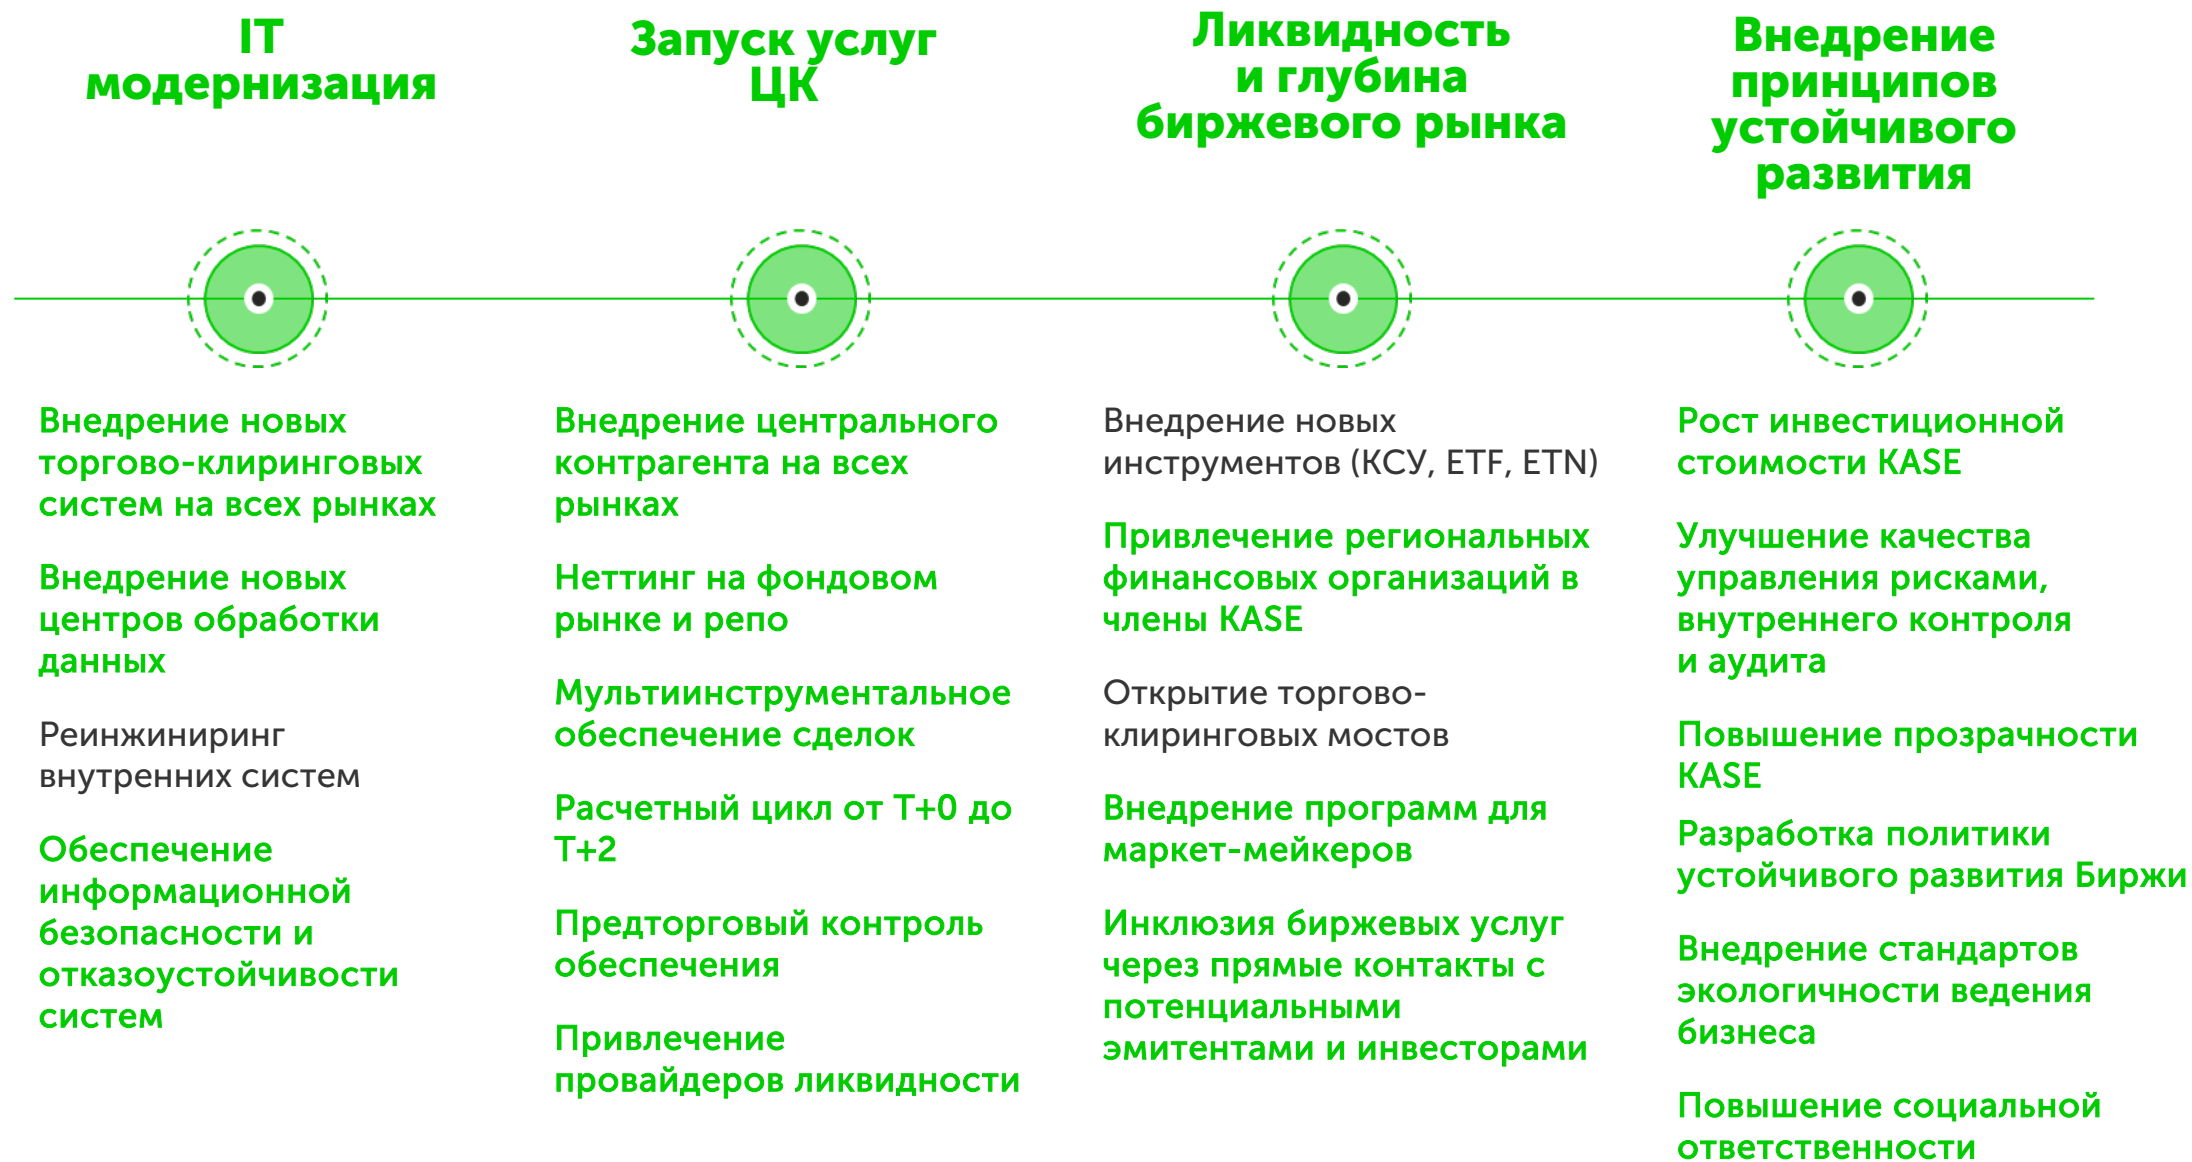 IT
модернизация
Запуск услуг
ЦК
Ликвидность
и глубина
биржевого рынка
Внедрение
принципов
устойчивого
развития
Внедрение новых
торгово-клиринговых
систем на всех рынках
Внедрение новых
центров обработки
данных
Реинжиниринг
внутренних систем
Обеспечение
информационной
безопасности и
отказоустойчивости
систем
Внедрение центрального
контрагента на всех
рынках
Неттинг на фондовом
рынке и репо
Мультиинструментальное
обеспечение сделок
Расчетный цикл от Т+0 до
Т+2
Предторговый контроль
обеспечения
Привлечение
провайдеров ликвидности
Внедрение новых
инструментов (КСУ, ETF, ETN)
Привлечение региональных
финансовых организаций в
члены KASE
Открытие торгово-
клиринговых мостов
Внедрение программ для
маркет-мейкеров
Инклюзия биржевых услуг
через прямые контакты с
потенциальными
эмитентами и инвесторами
Рост инвестиционной
стоимости KASE
Улучшение качества
управления рисками,
внутреннего контроля
и аудита
Повышение прозрачности
KASE
Разработка политики
устойчивого развития Биржи
Внедрение стандартов
экологичности ведения
бизнеса
Повышение социальной
ответственности